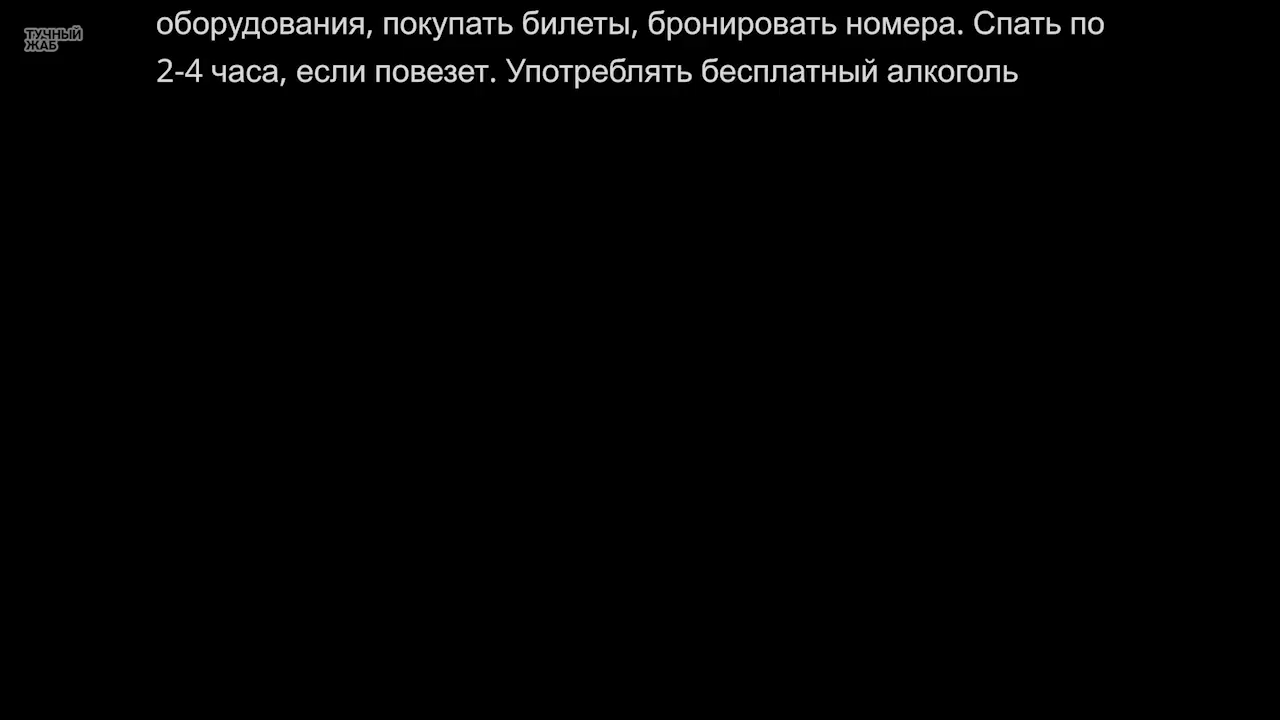 ТУЧНЫЙ
ЖАБ
оборудования, покупать билеты, бронировать номера. Спать по
2-4 часа, если повезет. Употреблять бесплатный алкоголь